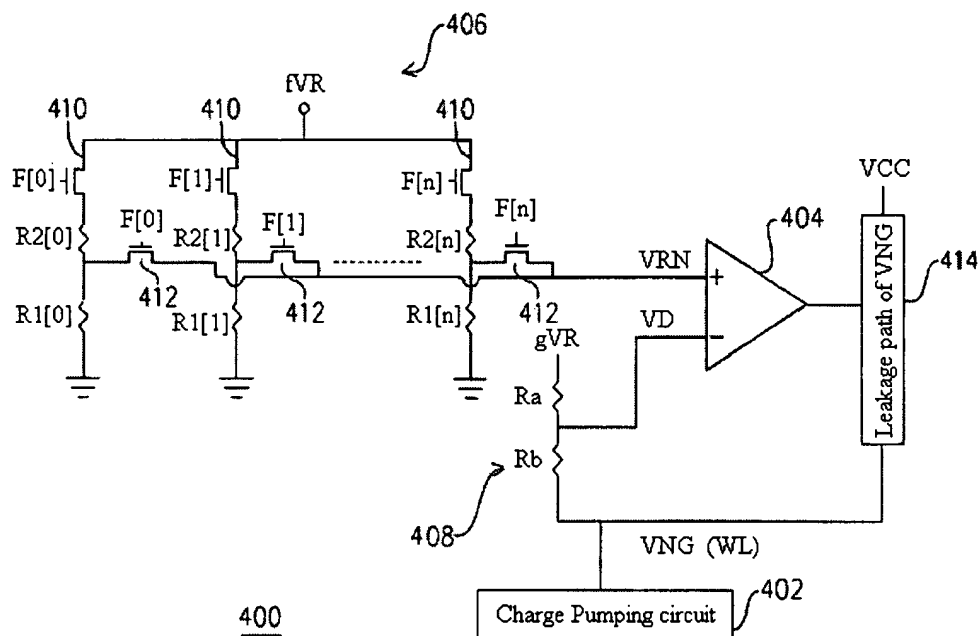 406
fVR
410
410
410
F[0]
F[1]
F[n]
VCC
F[0]
F[1]
F[n]
404
R2[0]
R2[1]
R2[n]
VRN
+
412
412
412
414
Leakage path of VNG
R1[0]
R1[1]
R1[n]
VD
−
gVR
Ra
Rb
408
VNG (WL)
402
Charge Pumping circuit
400